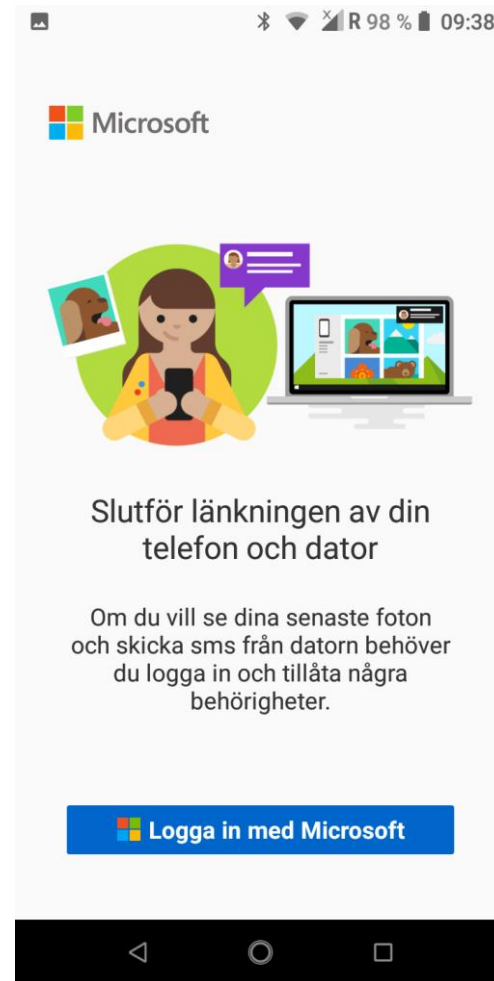 R 98 % 09:38
Microsoft
Slutför länkningen av din
telefon och dator
Om du vill se dina senaste foton
och skicka sms från datorn behöver
du logga in och tillåta några
behörigheter.
Logga in med Microsoft